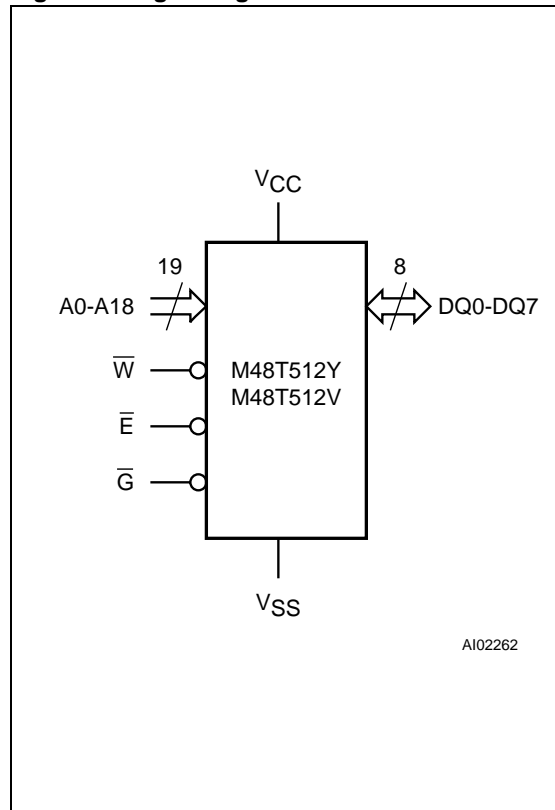 VCC
19
8
A0-A18
DQ0-DQ7
W̅
M48T512Y
M48T512V
E̅
G̅
VSS
AI02262